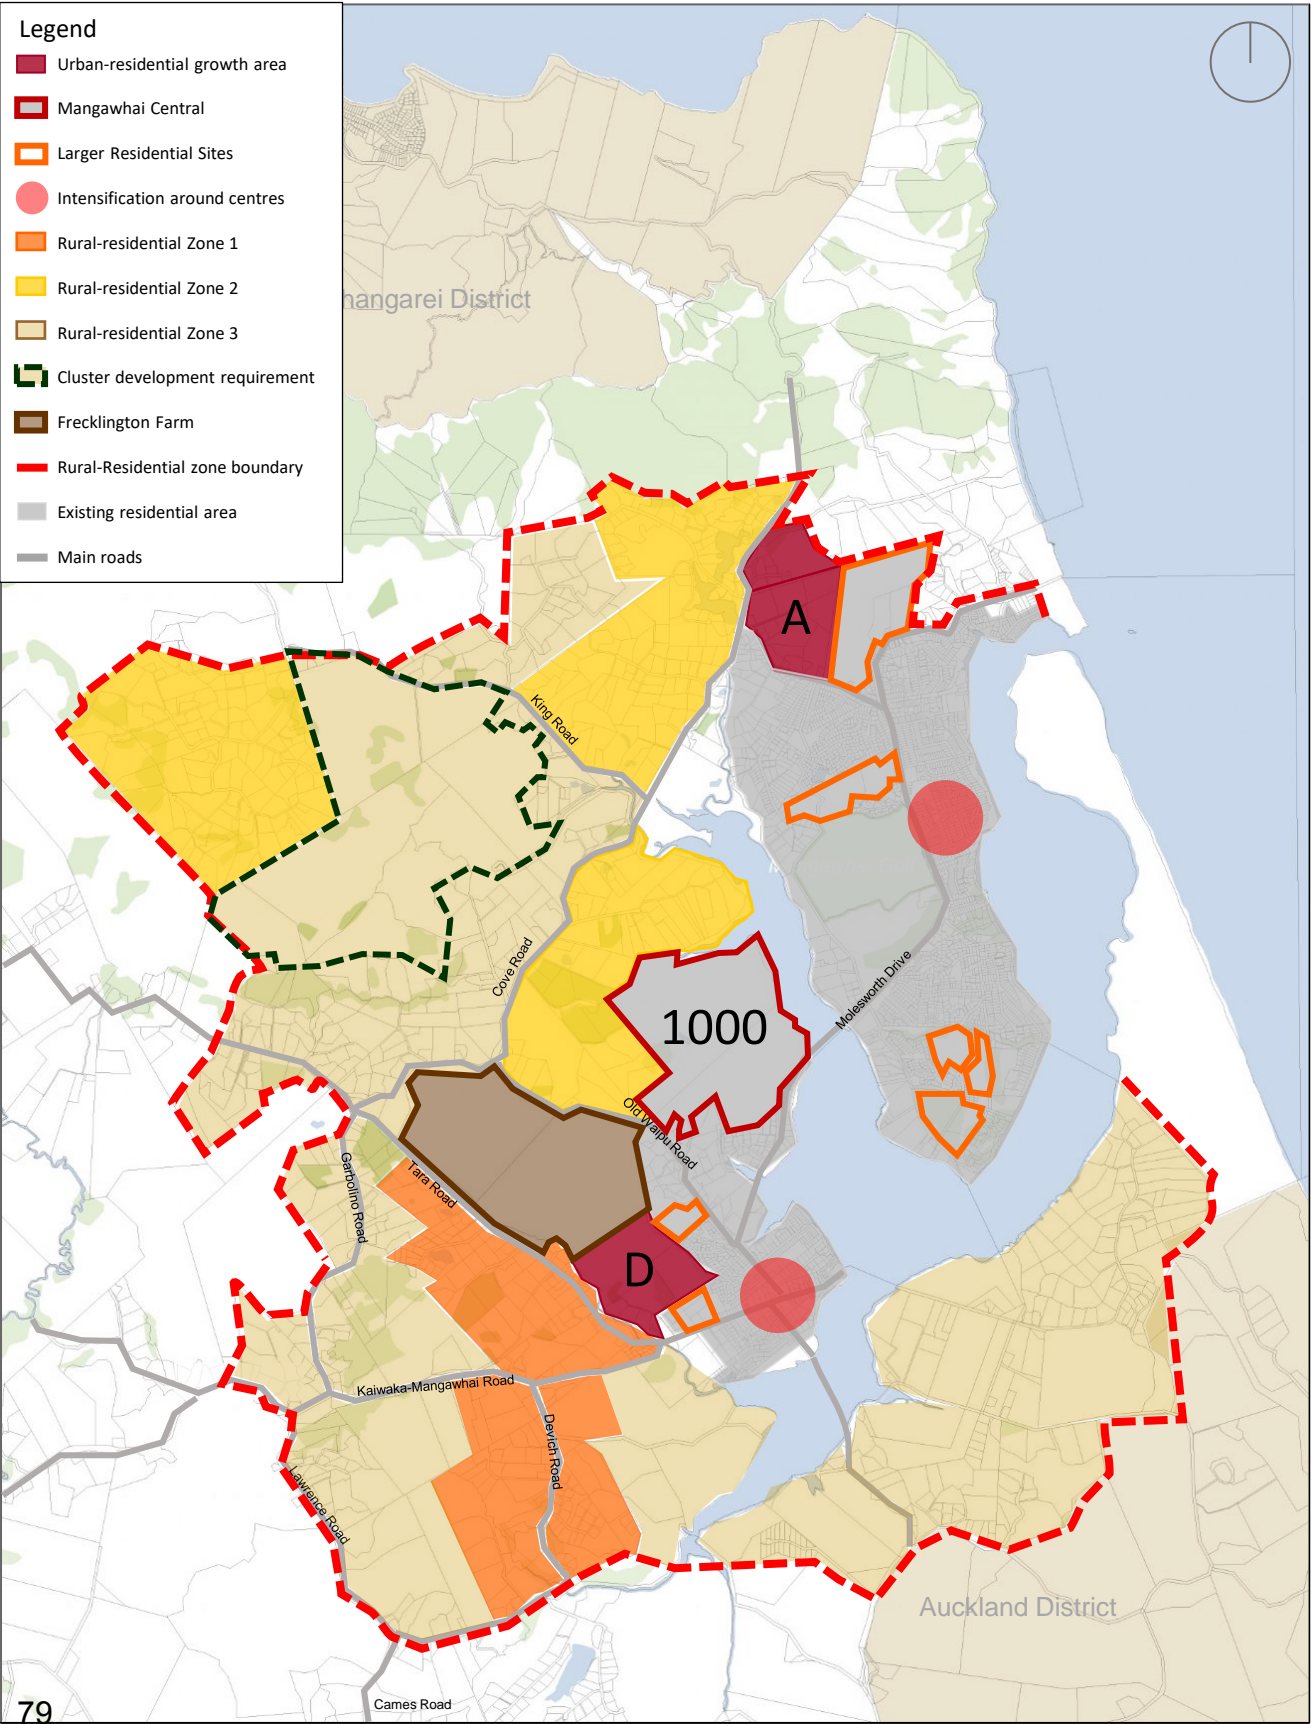 Legend
Urban-residential growth area
Mangawhai Central
Larger Residential Sites
Intensification around centres
Rural-residential Zone 1
Rural-residential Zone 2
Rural-residential Zone 3
Cluster development requirement
Frecklington Farm
Rural-Residential zone boundary
Existing residential area
Main roads
hangarei District
A
King Road
Cove Road
Molesworth Drive
1000
Old Waipu Road
Tara Road
Garbolino Road
D
Kaiwaka-Mangawhai Road
Devich Road
Lawrence Road
Auckland District
Cames Road
79